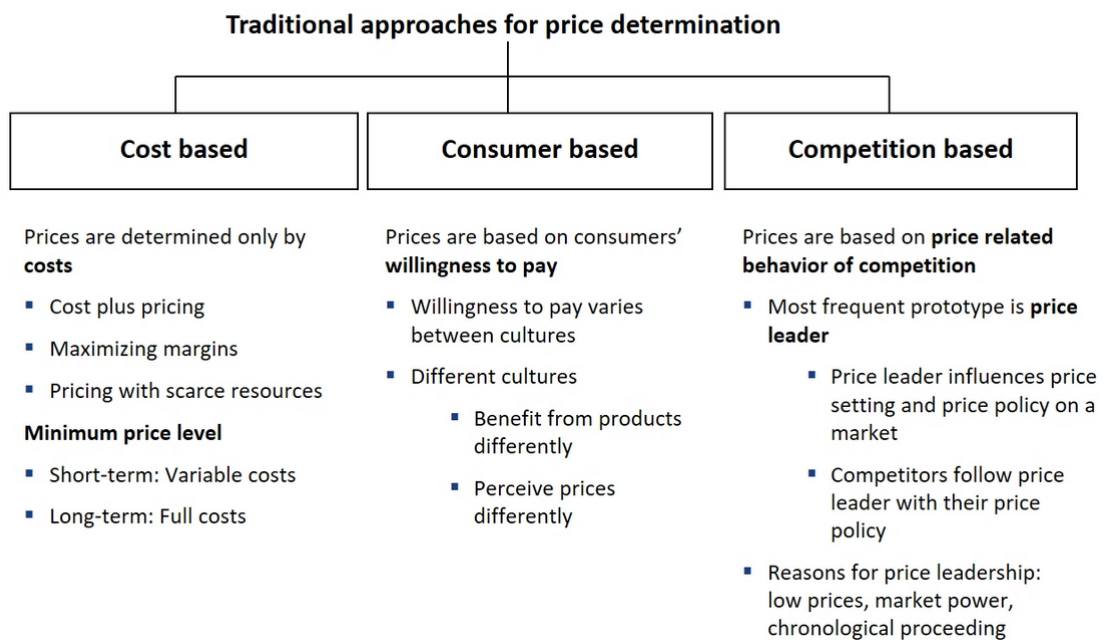 Traditional approaches for price determination
Cost based
Prices are determined only by
costs
▪ Cost plus pricing
▪ Maximizing margins
▪ Pricing with scarce resources
Minimum price level
▪ Short-term: Variable costs
▪ Long-term: Full costs
Consumer based
Prices are based on consumers’
willingness to pay
▪ Willingness to pay varies
between cultures
▪ Different cultures
▪ Benefit from products
differently
▪ Perceive prices
differently
Competition based
Prices are based on price related
behavior of competition
▪ Most frequent prototype is price
leader
▪ Price leader influences price
setting and price policy on a
market
▪ Competitors follow price
leader with their price
policy
▪ Reasons for price leadership:
low prices, market power,
chronological proceeding